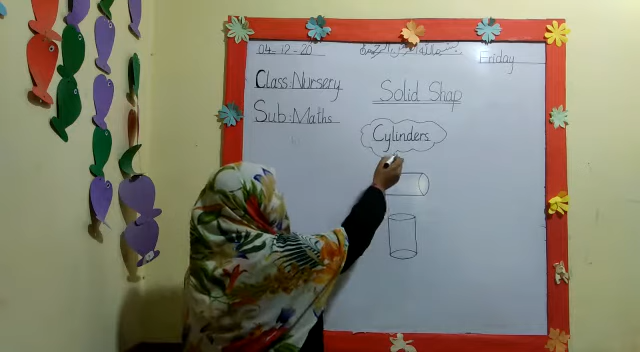 04-12-20
Friday
Class: Nursery
Solid Shap
Sub: Maths
Cylinders